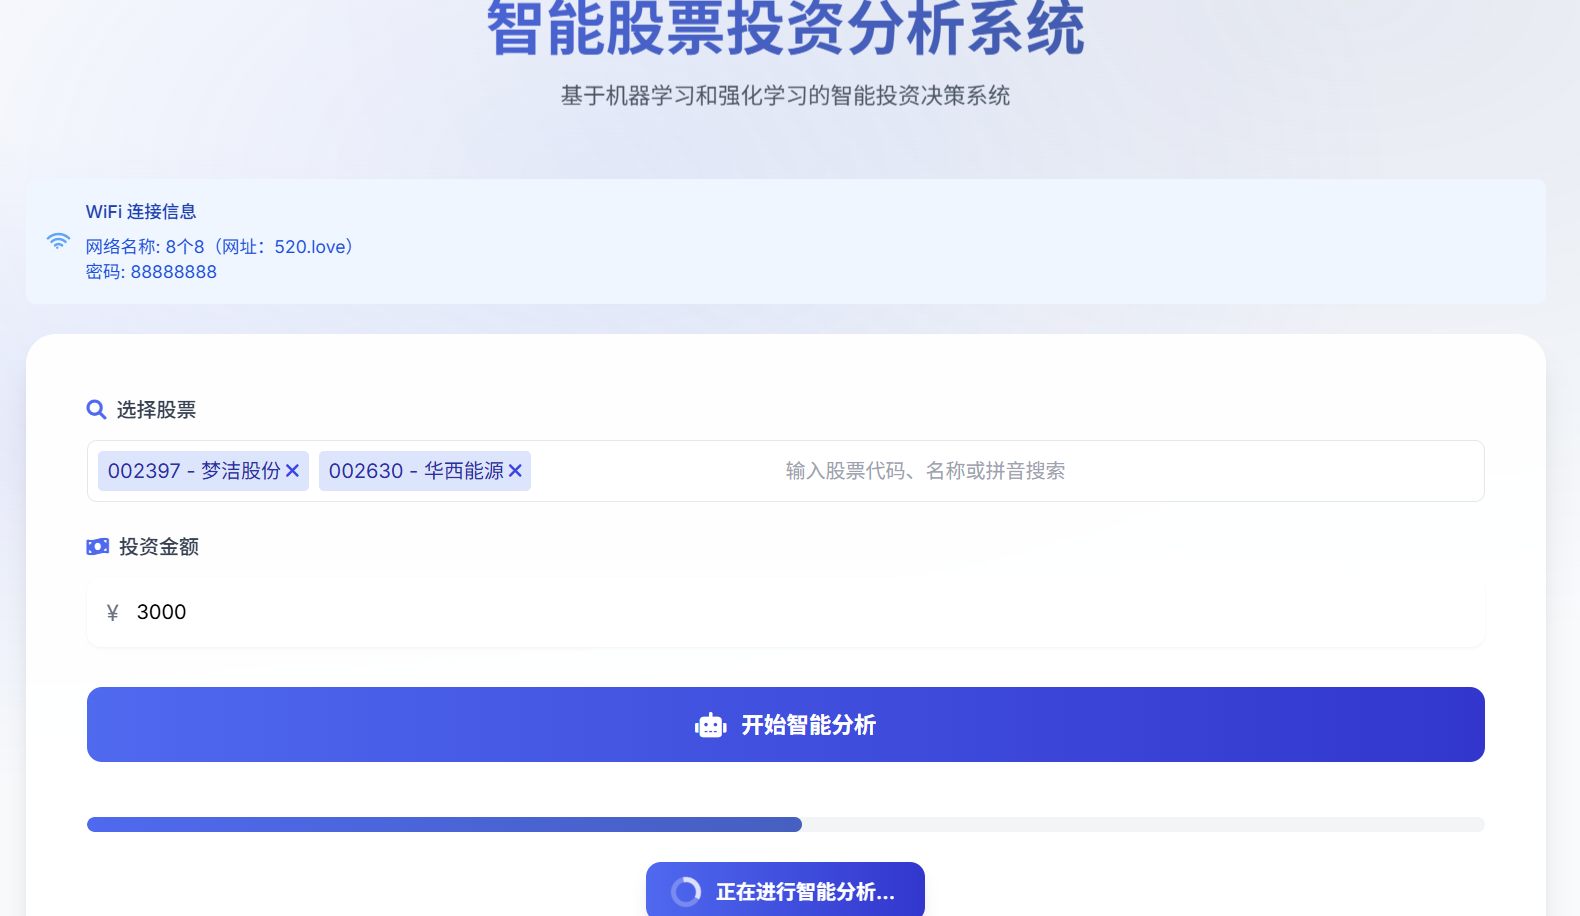 智能股票投资分析系统
基于机器学习和强化学习的智能投资决策系统
WiFi 连接信息
网络名称: 8个8（网址：520.love）
密码: 88888888
选择股票
002397 - 梦洁股份✕ 002630 - 华西能源✕ 输入股票代码、名称或拼音搜索
投资金额
¥ 3000
开始智能分析
正在进行智能分析...